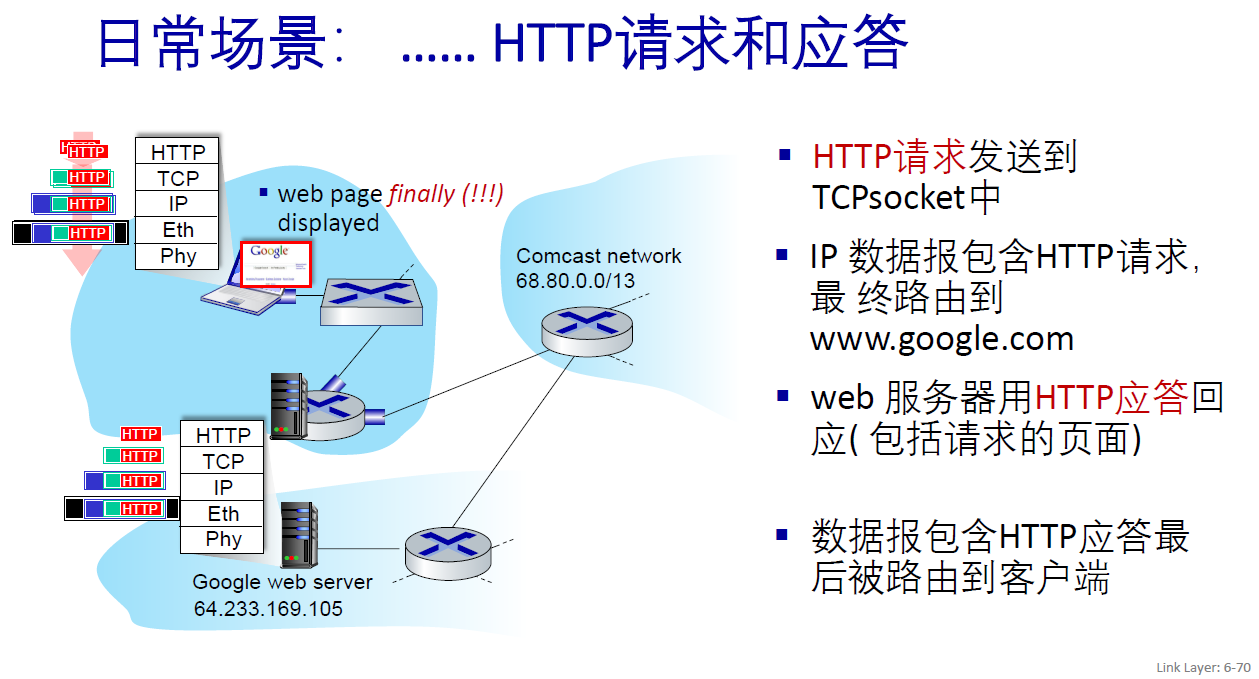 日常场景： …… HTTP请求和应答
HTTP
HTTP
HTTP
HTTP
HTTP
HTTP
TCP
IP
Eth
Phy
▪ web page finally (!!!)
displayed
Google
Comcast network
68.80.0.0/13
HTTP
HTTP
HTTP
HTTP
HTTP
TCP
IP
Eth
Phy
Google web server
64.233.169.105
▪ HTTP请求发送到
TCPsocket中
▪ IP 数据报包含HTTP请求，
最 终路由到
www.google.com
▪ web 服务器用HTTP应答回
应( 包括请求的页面)
▪ 数据报包含HTTP应答最
后被路由到客户端
Link Layer: 6-70